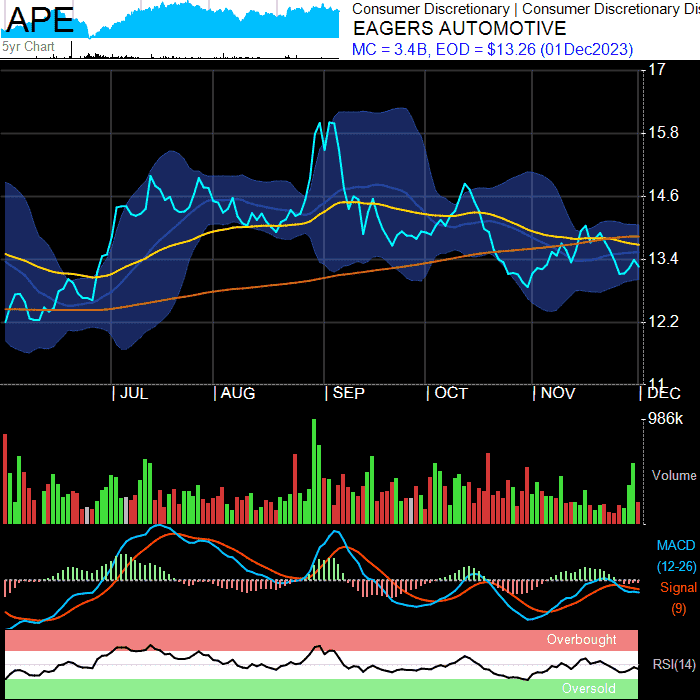 APE
5yr Chart
Consumer Discretionary | Consumer Discretionary Dis
EAGERS AUTOMOTIVE
MC = 3.4B, EOD = $13.26 (01Dec2023)
17
15.8
14.6
13.4
12.2
11
| JUL | AUG | SEP | OCT | NOV | DEC
986k
Volume
MACD
(12-26)
Signal
(9)
Overbought
RSI(14)
Oversold